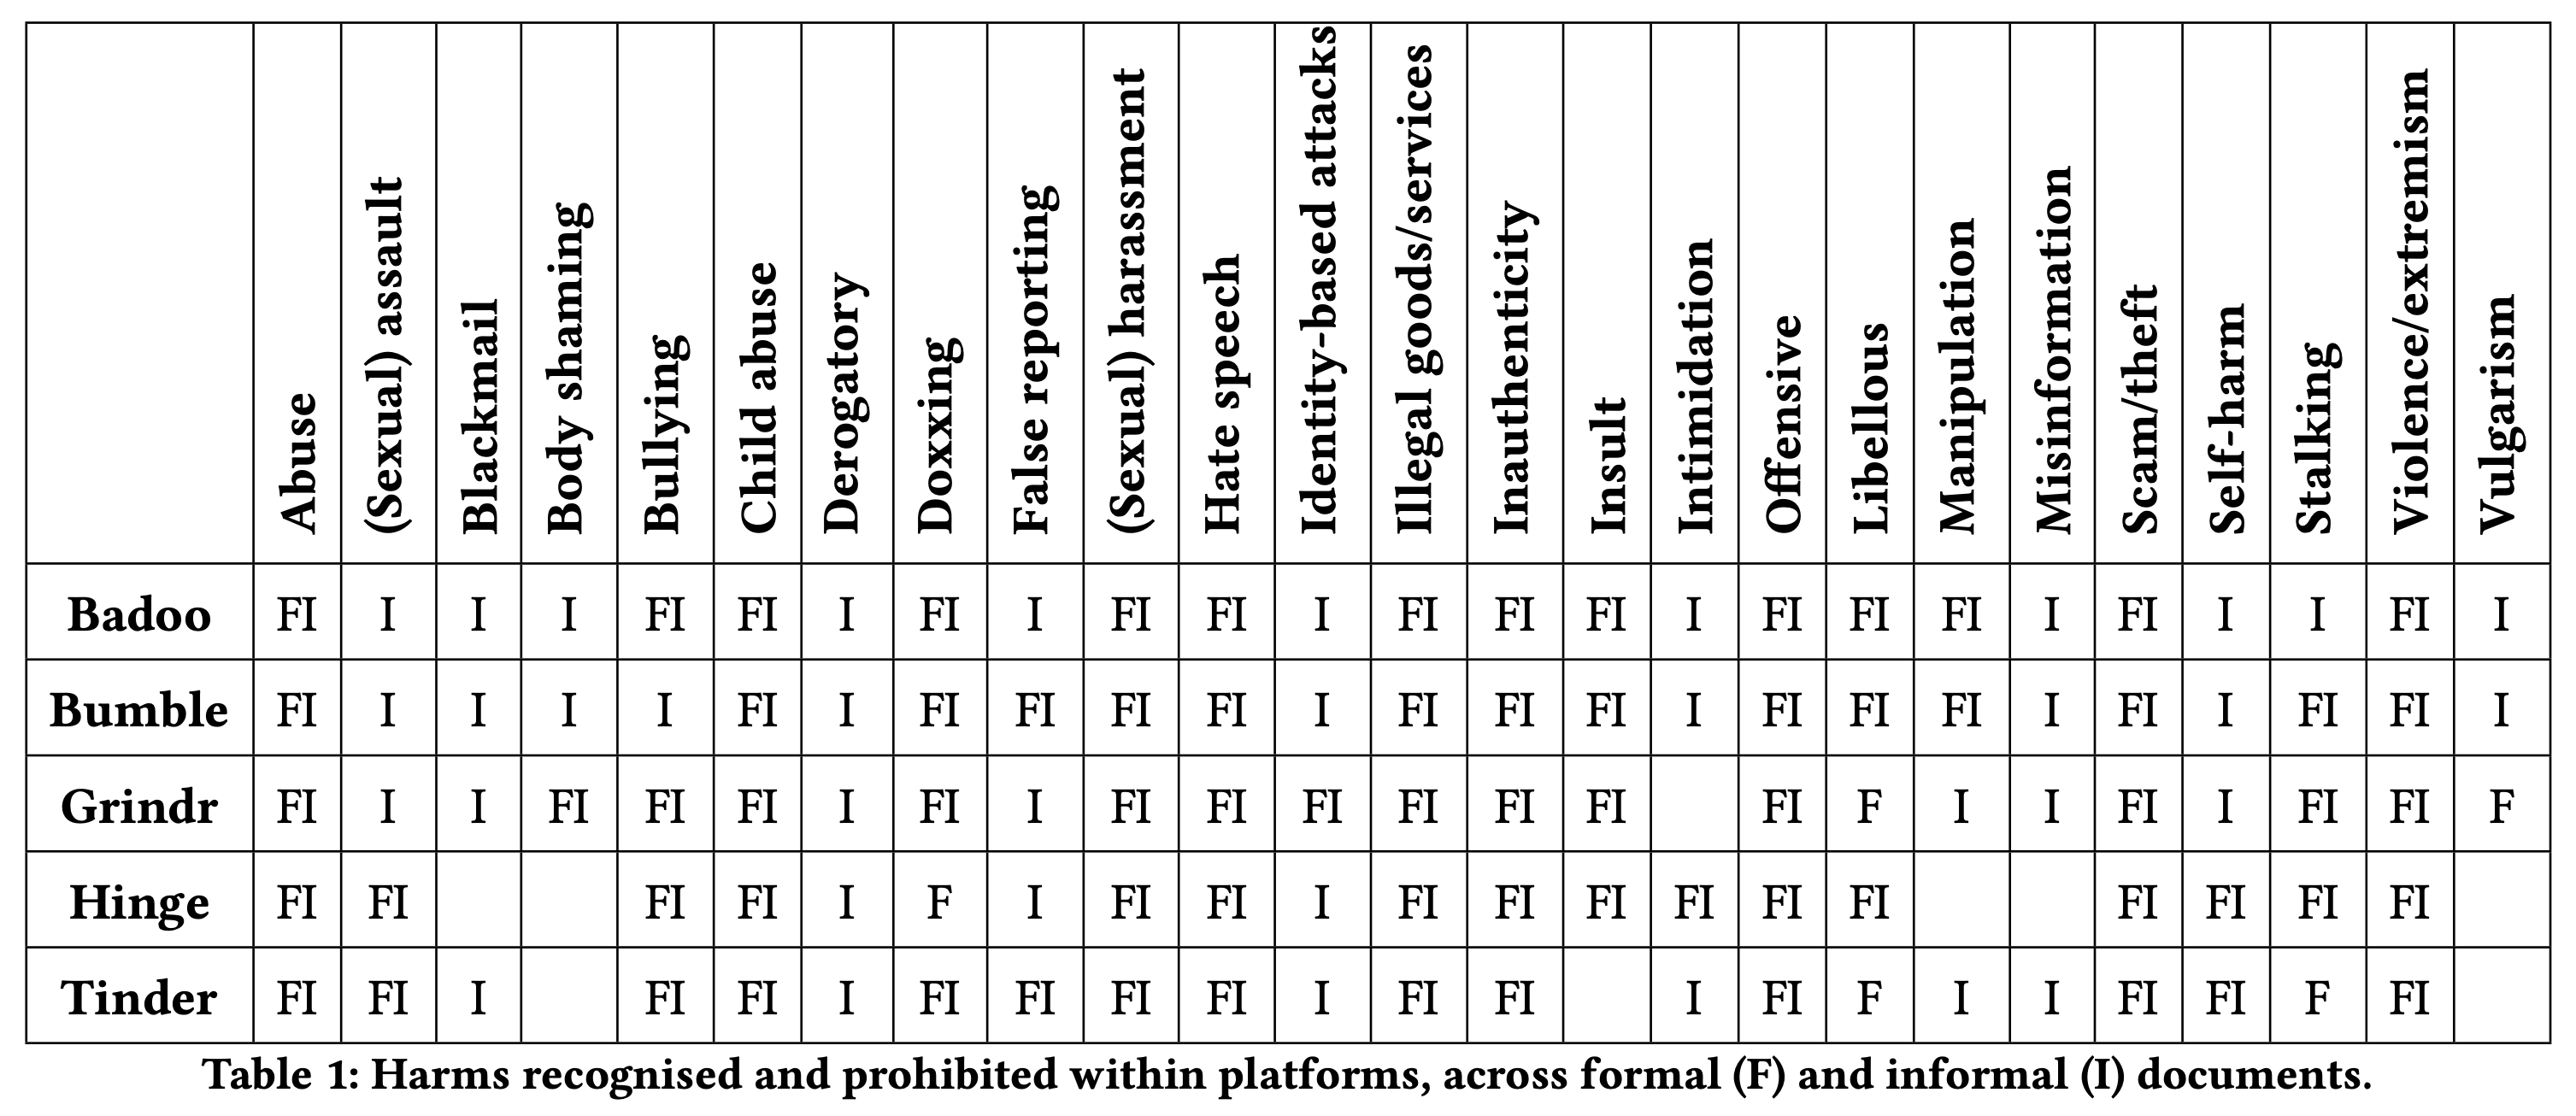 Abuse (Sexual) assault Blackmail Body shaming Bullying Child abuse Derogatory Doxxing False reporting (Sexual) harassment Hate speech Identity-based attacks Illegal goods/services Inauthenticity Insult Intimidation Offensive Libellous Manipulation Misinformation Scam/theft Self-harm Stalking Violence/extremism Vulgarism
Badoo FI I I I FI FI I FI I FI FI I FI FI FI I FI FI FI I FI I I FI I
Bumble FI I I I I FI I FI FI FI FI I FI FI FI I FI FI FI I FI I FI FI I
Grindr FI I I FI FI FI I FI I FI FI FI FI FI FI FI F I I FI I FI FI F
Hinge FI FI FI FI I F I FI FI I FI FI FI FI FI FI FI FI FI FI
Tinder FI FI I FI FI I FI FI FI FI I FI FI I FI F I I FI FI F FI
Table 1: Harms recognised and prohibited within platforms, across formal (F) and informal (I) documents.